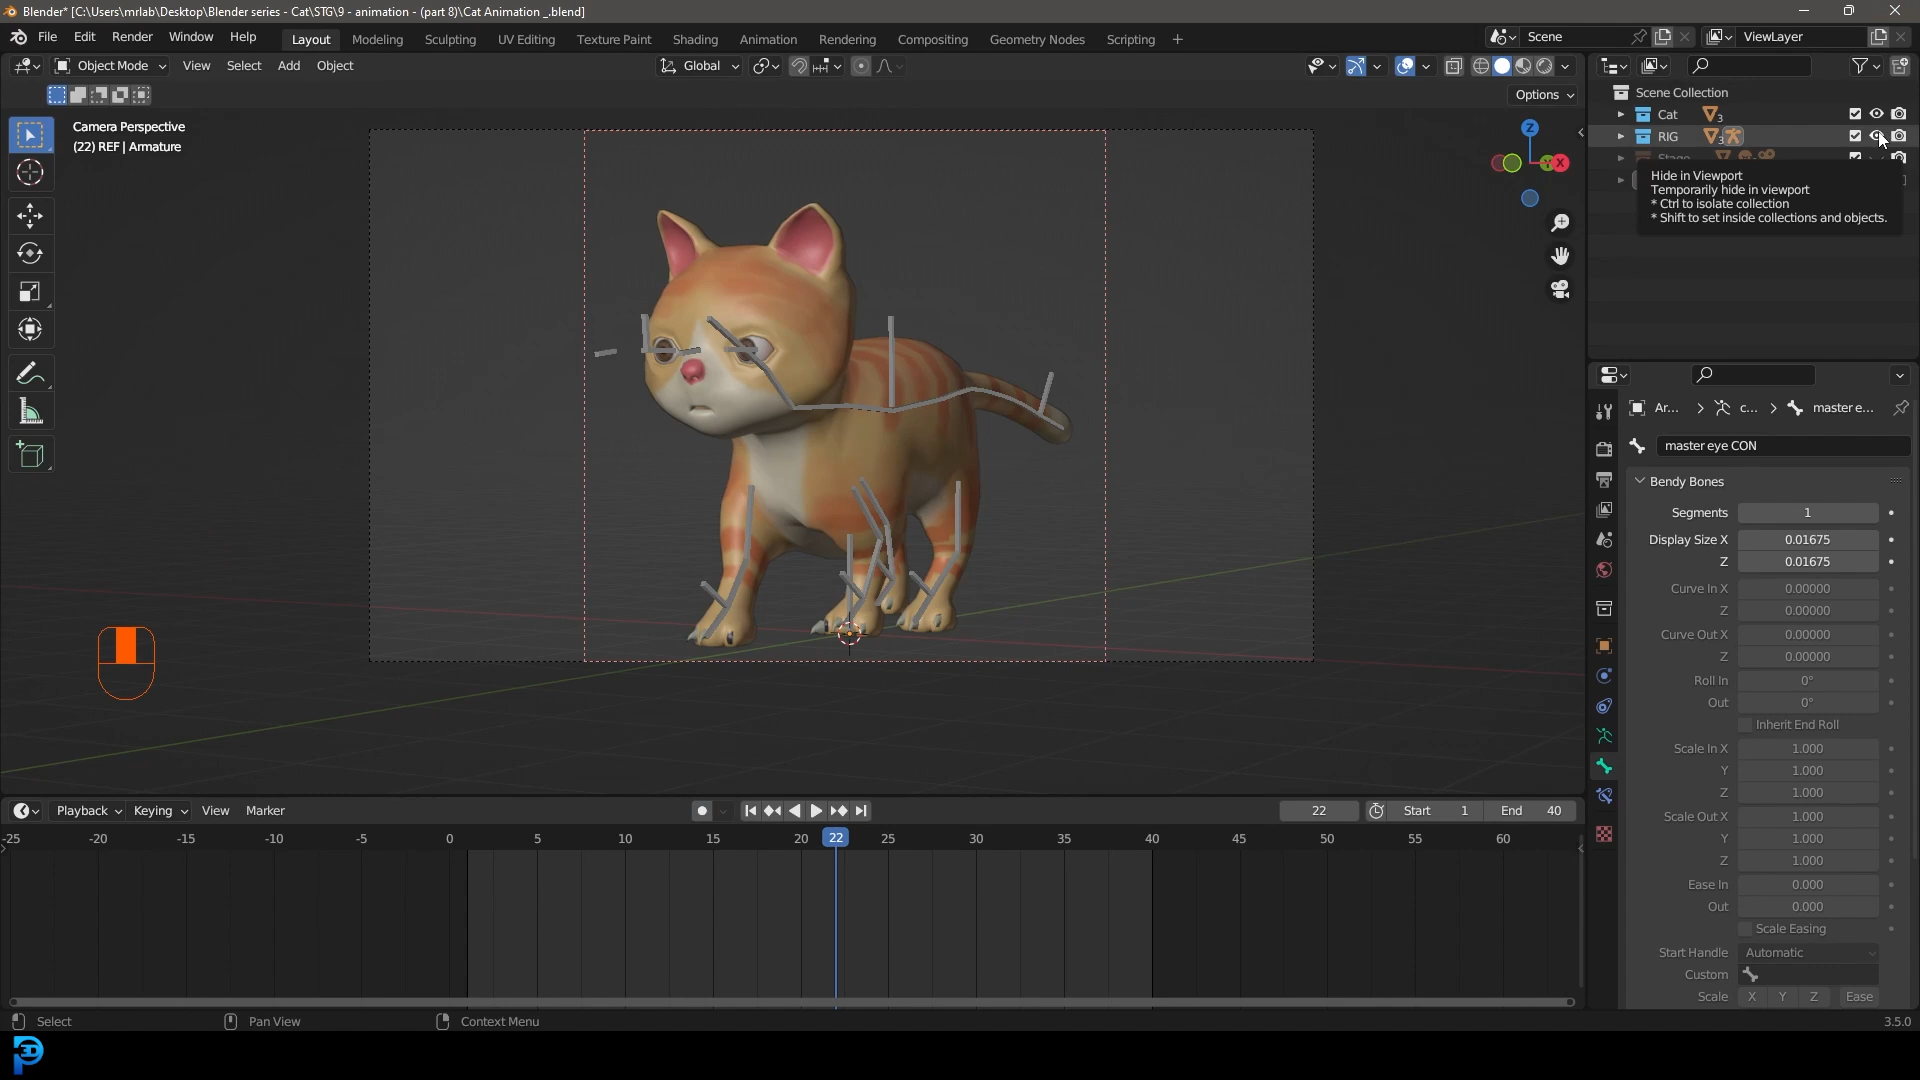 Blender* [C:\Users\mrlab\Desktop\Blender series - Cat\STG\9 - animation - (part 8)\Cat Animation _.blend]
File Edit Render Window Help Layout Modeling Sculpting UV Editing Texture Paint Shading Animation Rendering Compositing Geometry Nodes Scripting + Scene ViewLayer
Object Mode View Select Add Object Global
Options
Camera Perspective
(22) REF | Armature
Z
X
Scene Collection
Cat 3
RIG 3
Stage
Hide in Viewport
Temporarily hide in viewport
* Ctrl to isolate collection
* Shift to set inside collections and objects.
Ar... > c... > master e...
master eye CON
Bendy Bones
Segments 1
Display Size X 0.01675
Z 0.01675
Curve In X 0.00000
Z 0.00000
Curve Out X 0.00000
Z 0.00000
Roll In 0°
Out 0°
Inherit End Roll
Scale In X 1.000
Y 1.000
Z 1.000
Scale Out X 1.000
Y 1.000
Z 1.000
Ease In 0.000
Out 0.000
Scale Easing
Start Handle Automatic
Custom
Scale X Y Z Ease
Playback Keying View Marker 22 Start 1 End 40
-25 -20 -15 -10 -5 0 5 10 15 20 22 25 30 35 40 45 50 55 60
Select Pan View Context Menu 3.5.0